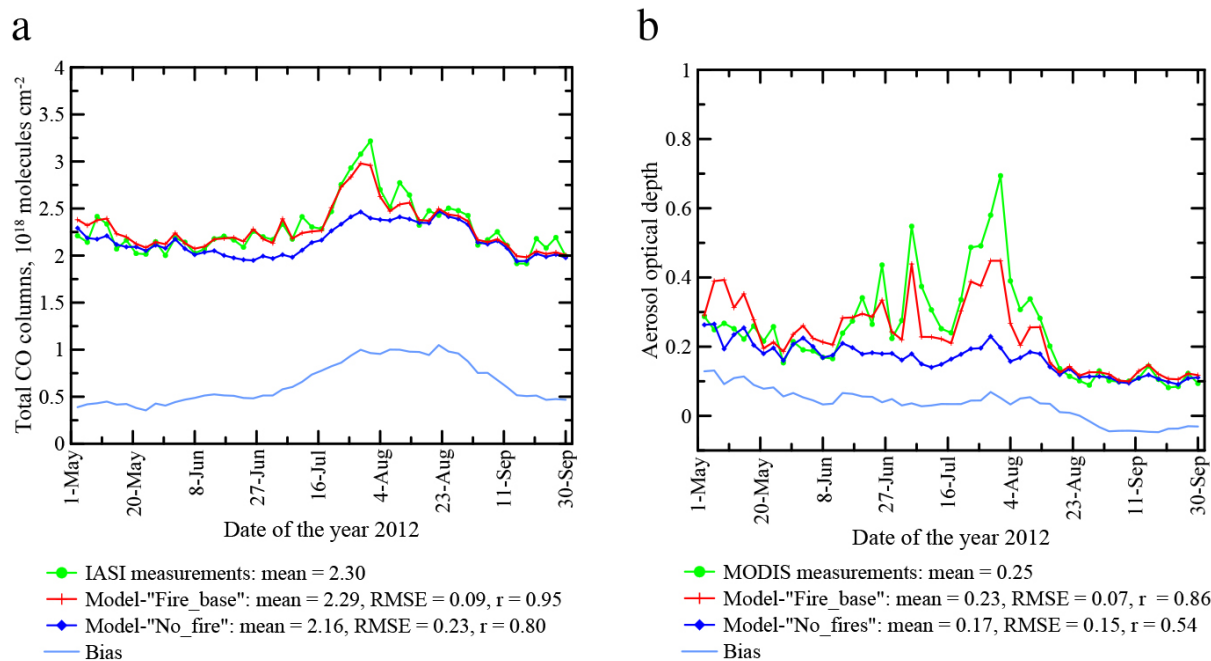 a
Total CO columns, 10¹⁸ molecules cm⁻²
4
3.5
3
2.5
2
1.5
1
0.5
0
1-May
20-May
8-Jun
27-Jun
16-Jul
4-Aug
23-Aug
11-Sep
30-Sep
Date of the year 2012
IASI measurements: mean = 2.30
Model-"Fire_base": mean = 2.29, RMSE = 0.09, r = 0.95
Model-"No_fire": mean = 2.16, RMSE = 0.23, r = 0.80
Bias
b
Aerosol optical depth
1
0.8
0.6
0.4
0.2
0
1-May
20-May
8-Jun
27-Jun
16-Jul
4-Aug
23-Aug
11-Sep
30-Sep
Date of the year 2012
MODIS measurements: mean = 0.25
Model-"Fire_base": mean = 0.23, RMSE = 0.07, r = 0.86
Model-"No_fires": mean = 0.17, RMSE = 0.15, r = 0.54
Bias